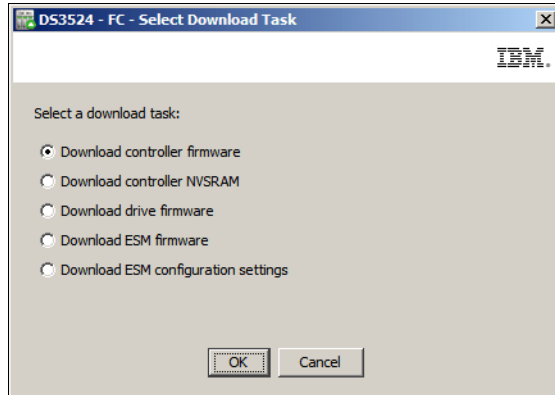 DS3524 - FC - Select Download Task
IBM.
Select a download task:
Download controller firmware
Download controller NVSRAM
Download drive firmware
Download ESM firmware
Download ESM configuration settings
OK Cancel